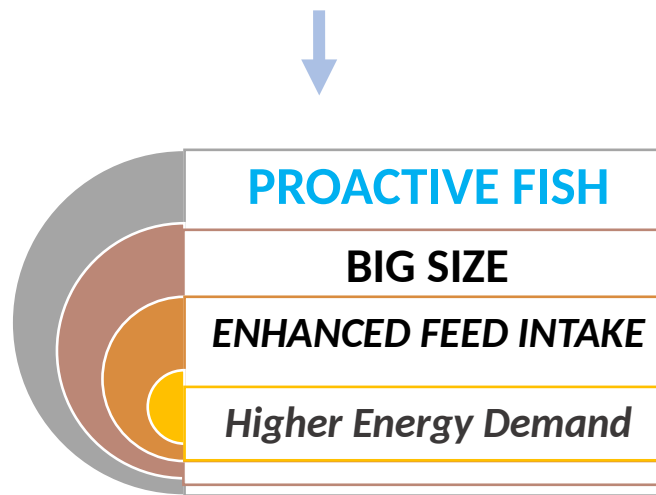 PROACTIVE FISH
BIG SIZE
ENHANCED FEED INTAKE
Higher Energy Demand